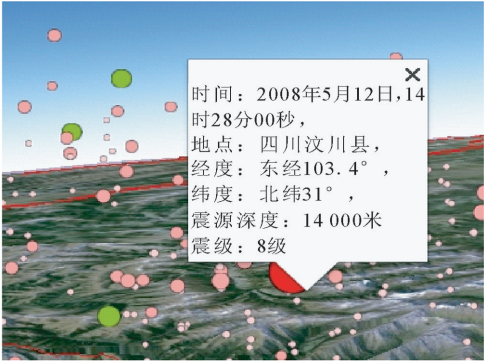 时间：2008年5月12日,14
时28分00秒，
地点：四川汶川县，
经度：东经103.4°，
纬度：北纬31°，
震源深度：14 000米
震级：8级